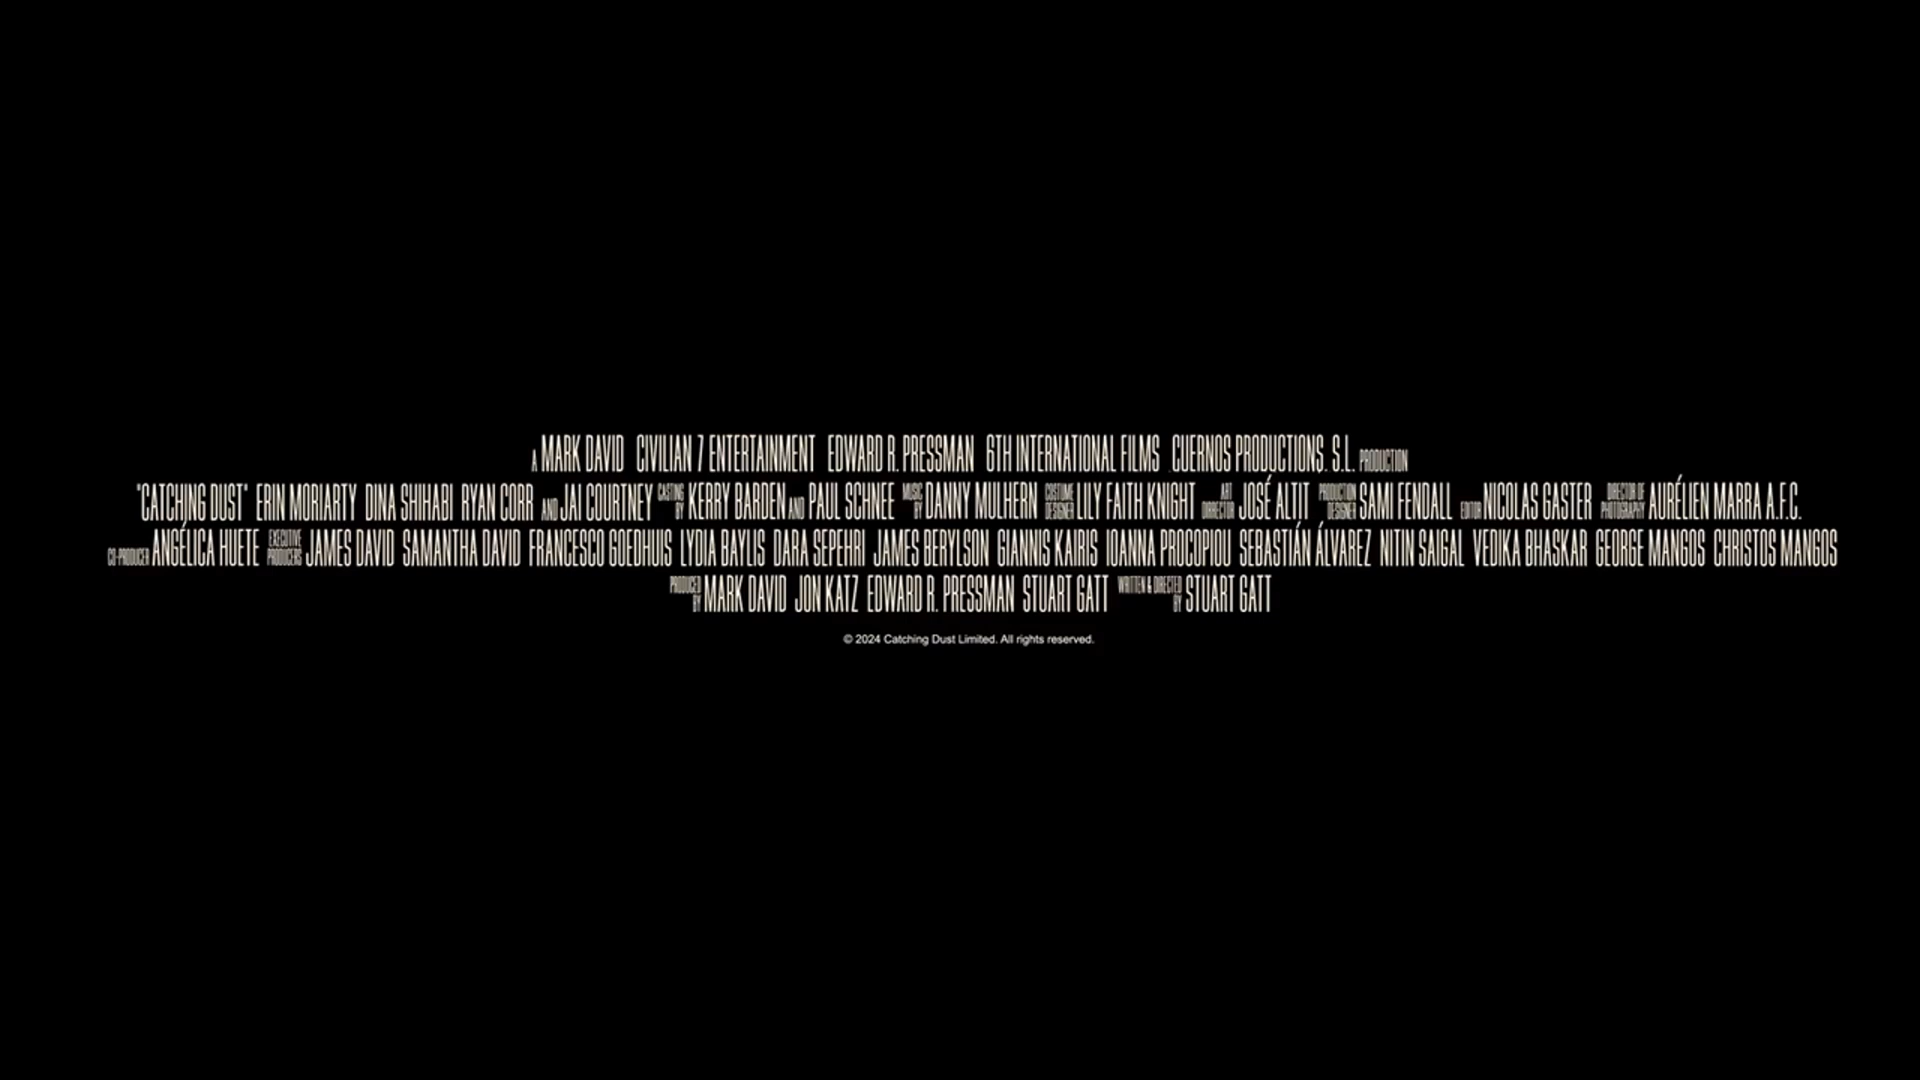 A MARK DAVID CIVILIAN 7 ENTERTAINMENT EDWARD R. PRESSMAN 6TH INTERNATIONAL FILMS CUERNOS PRODUCTIONS, S.L. PRODUCTION
"CATCHING DUST" ERIN MORIARTY DINA SHIHABI RYAN CORR AND JAI COURTNEY CASTING BY KERRY BARDEN AND PAUL SCHNEE MUSIC BY DANNY MULHERN COSTUME DESIGNER LILY FAITH KNIGHT ART DIRECTOR JOSÉ ALTIT PRODUCTION DESIGNER SAMI FENDALL EDITOR NICOLAS GASTER DIRECTOR OF PHOTOGRAPHY AURÉLIEN MARRA A.F.C.
CO-PRODUCER ANGÉLICA HUETE EXECUTIVE PRODUCERS JAMES DAVID SAMANTHA DAVID FRANCESCO GOEDHUIS LYDIA BAYLIS DARA SEPEHRI JAMES BERYLSON GIANNIS KAIRIS IOANNA PROCOPIOU SEBASTIÁN ÁLVAREZ NITIN SAIGAL VEDIKA BHASKAR GEORGE MANGOS CHRISTOS MANGOS
PRODUCED BY MARK DAVID JON KATZ EDWARD R. PRESSMAN STUART GATT WRITTEN & DIRECTED BY STUART GATT
© 2024 Catching Dust Limited. All rights reserved.